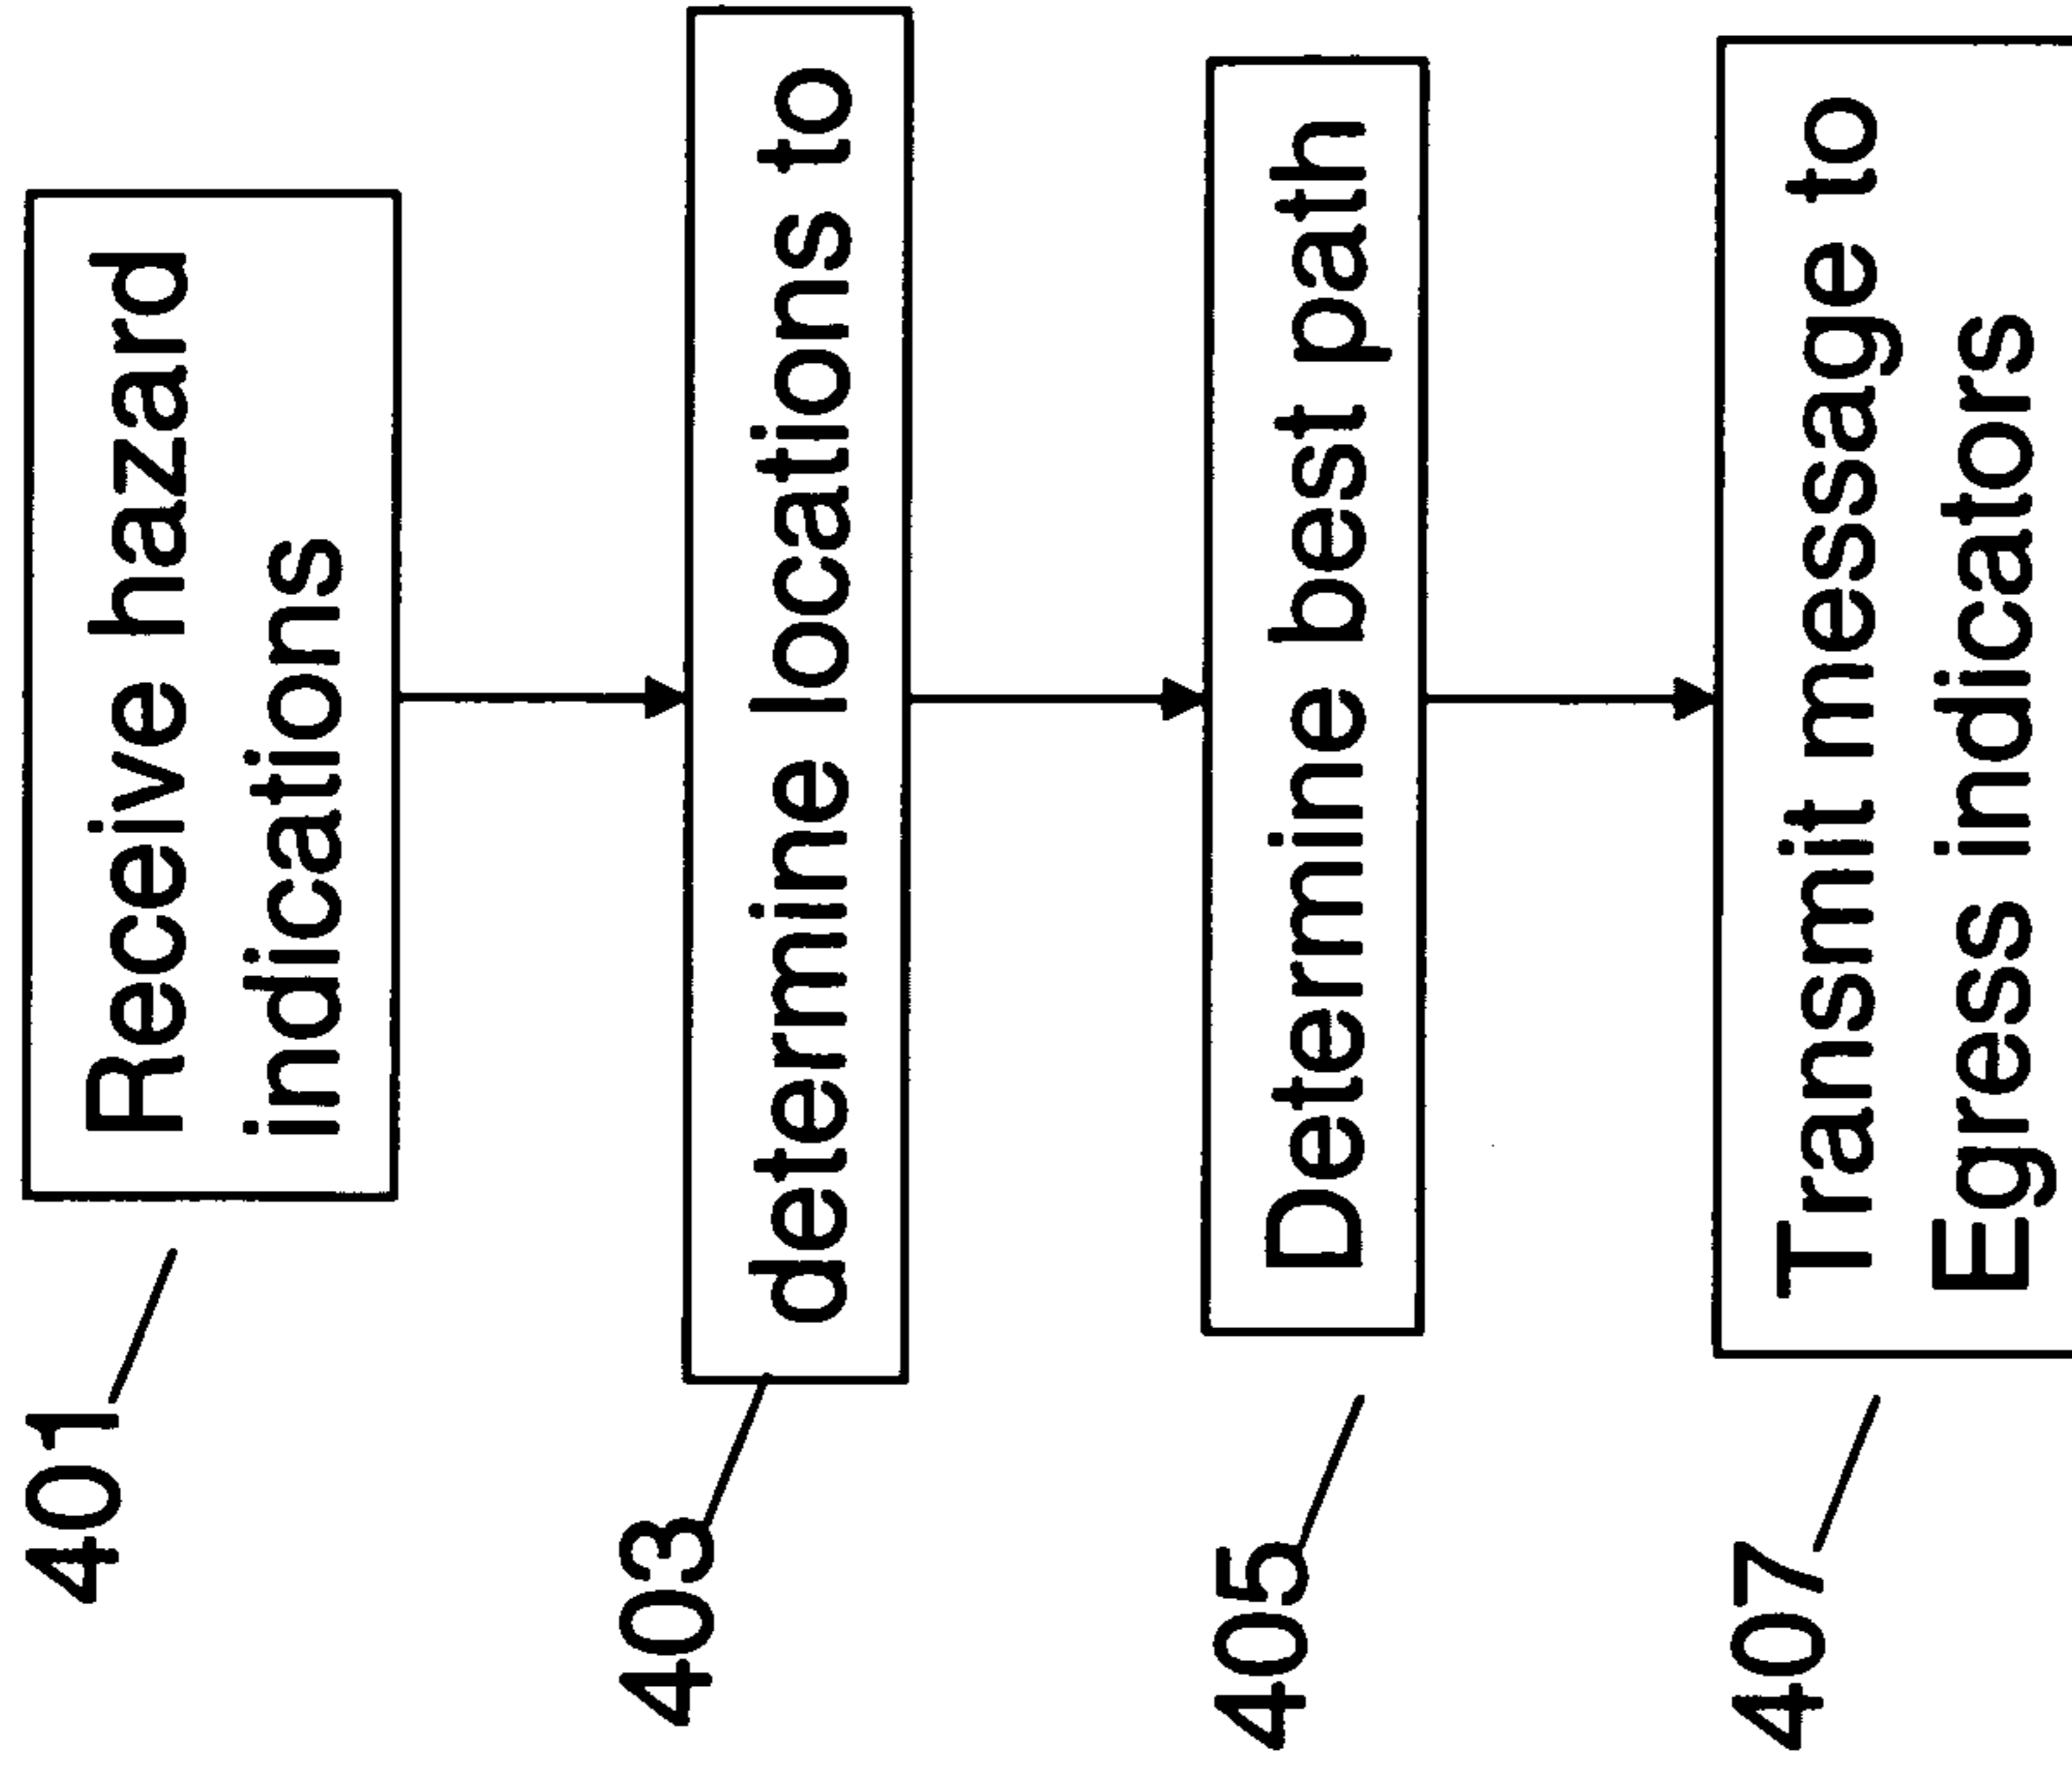 401
Receive hazard
indications
403
determine locations to
405
Determine best path
407
Transmit message to
Egress indicators